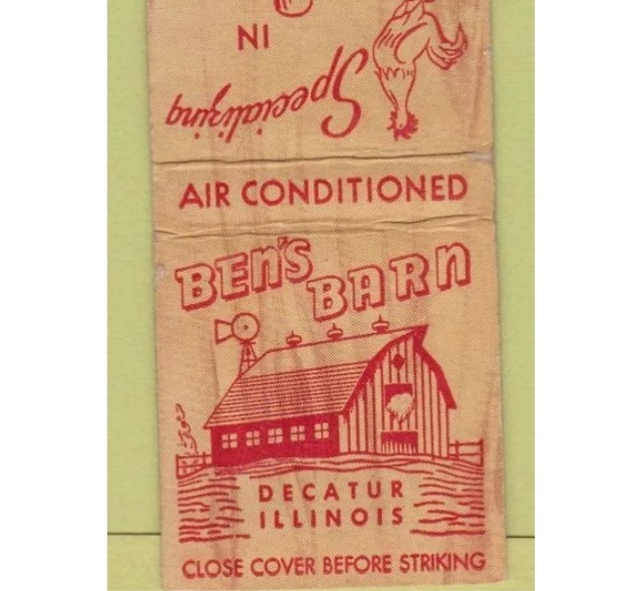 IN
Specializing
AIR CONDITIONED
BEN'S
BARN
DECATUR
ILLINOIS
CLOSE COVER BEFORE STRIKING